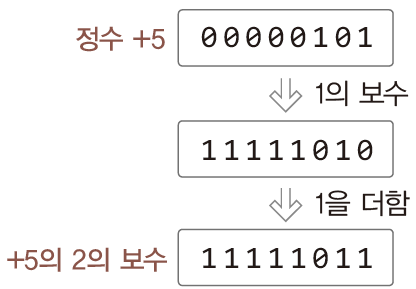 정수 +5 00000101
1의 보수
11111010
1을 더함
+5의 2의 보수 11111011